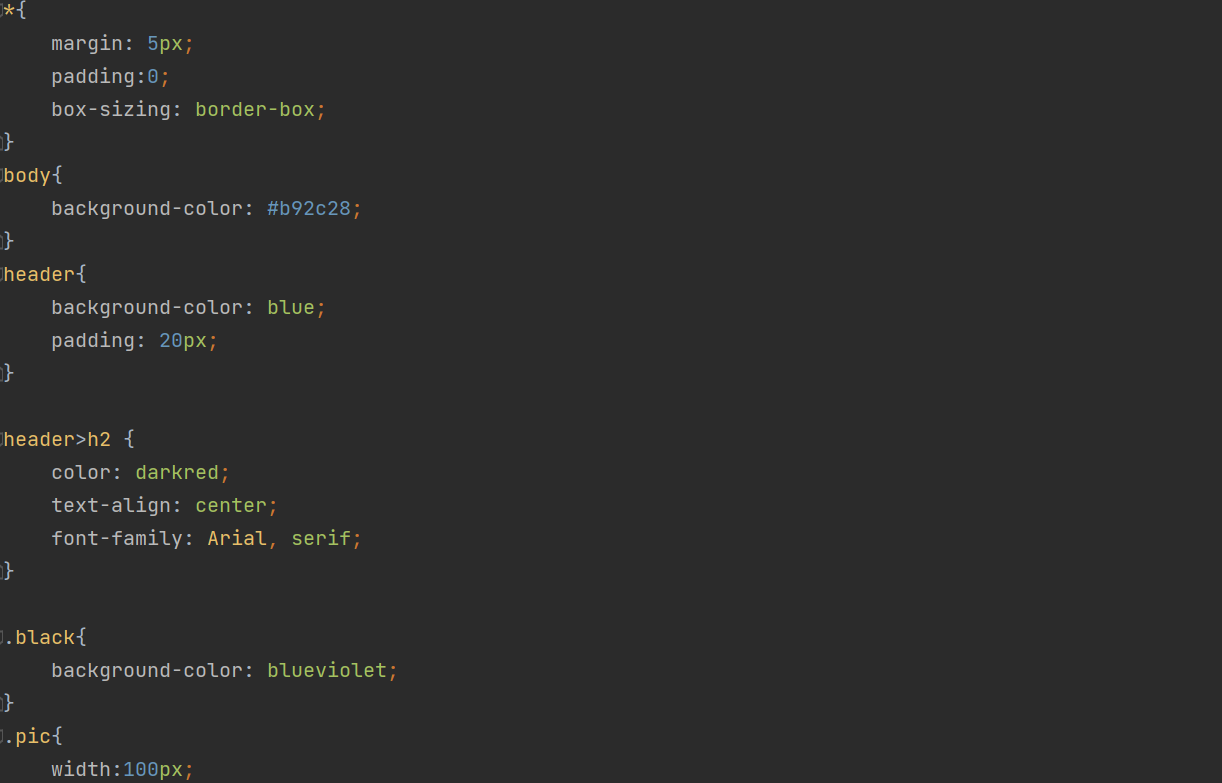 *{
    margin: 5px;
    padding:0;
    box-sizing: border-box;
}
body{
    background-color: #b92c28;
}
header{
    background-color: blue;
    padding: 20px;
}

header>h2 {
    color: darkred;
    text-align: center;
    font-family: Arial, serif;
}

.black{
    background-color: blueviolet;
}
.pic{
    width:100px;